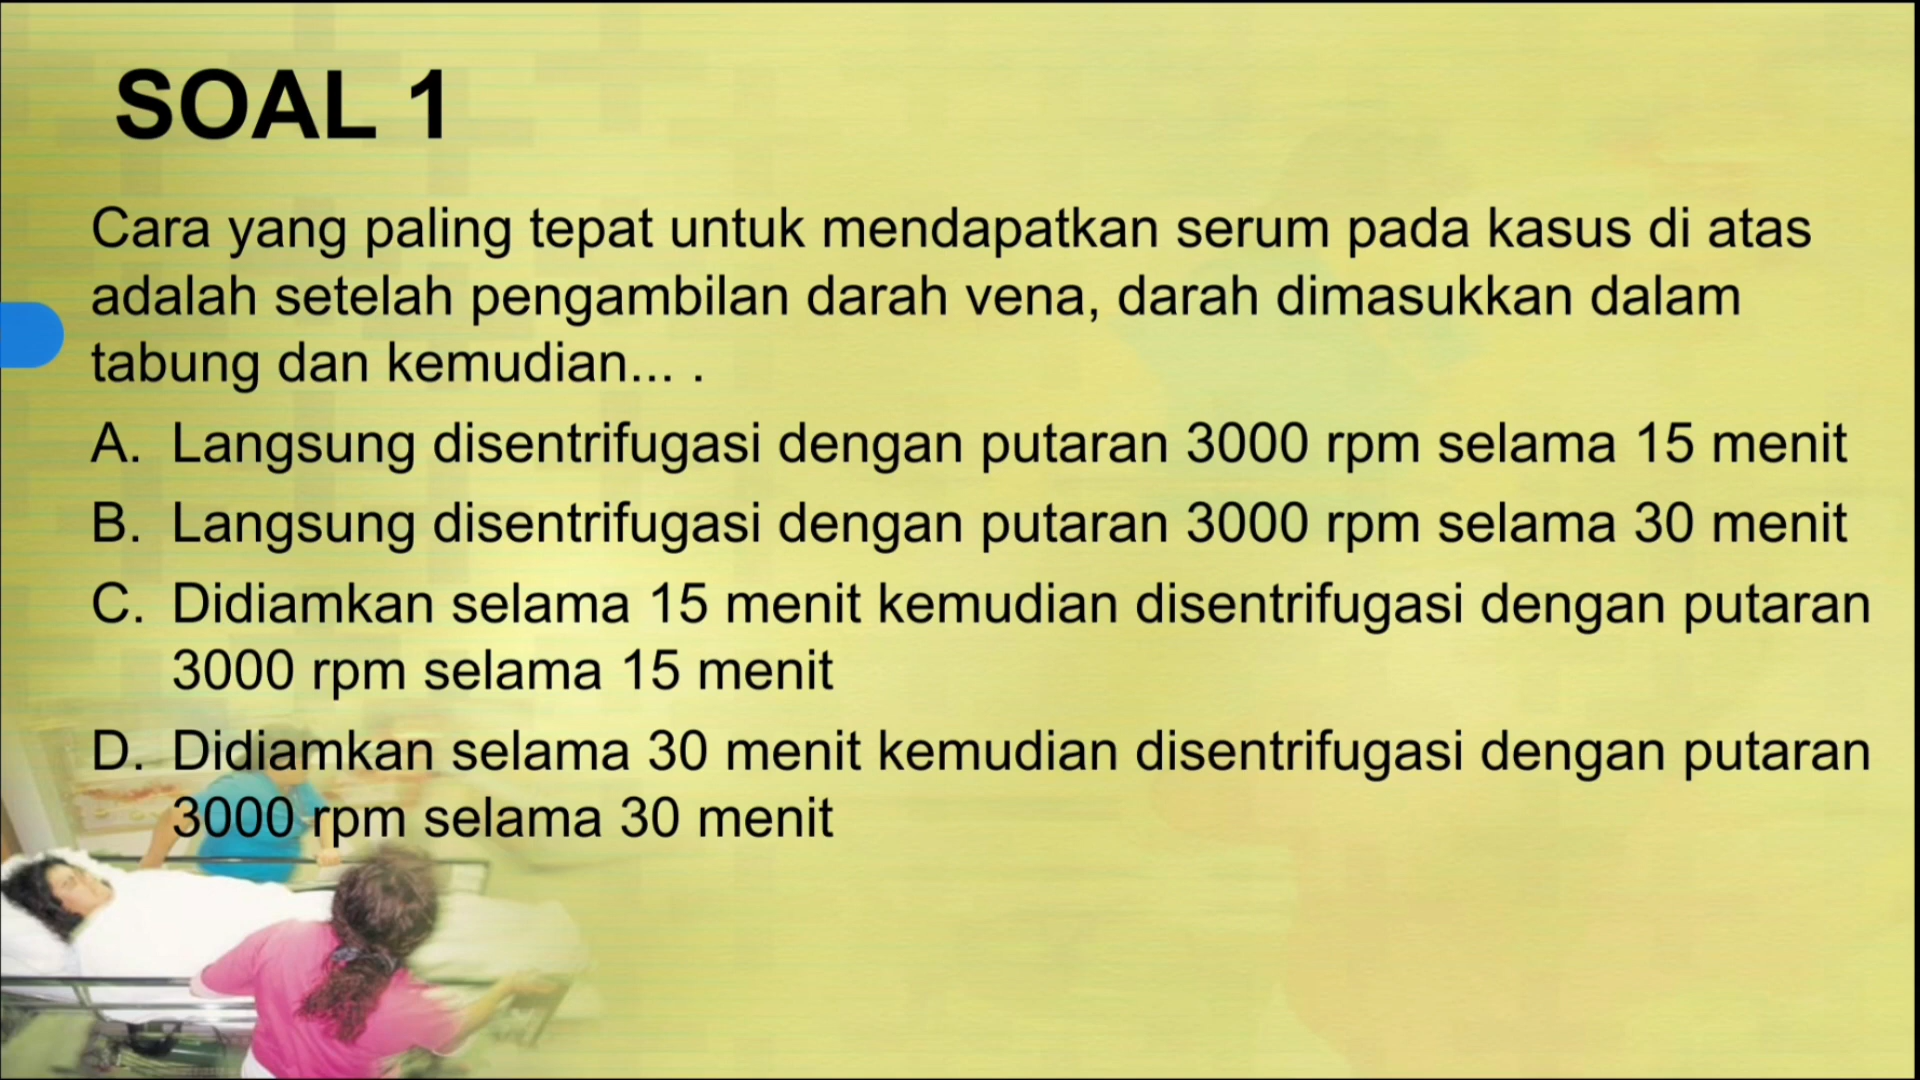 SOAL 1
Cara yang paling tepat untuk mendapatkan serum pada kasus di atas
adalah setelah pengambilan darah vena, darah dimasukkan dalam
tabung dan kemudian... .
A. Langsung disentrifugasi dengan putaran 3000 rpm selama 15 menit
B. Langsung disentrifugasi dengan putaran 3000 rpm selama 30 menit
C. Didiamkan selama 15 menit kemudian disentrifugasi dengan putaran
3000 rpm selama 15 menit
D. Didiamkan selama 30 menit kemudian disentrifugasi dengan putaran
3000 rpm selama 30 menit